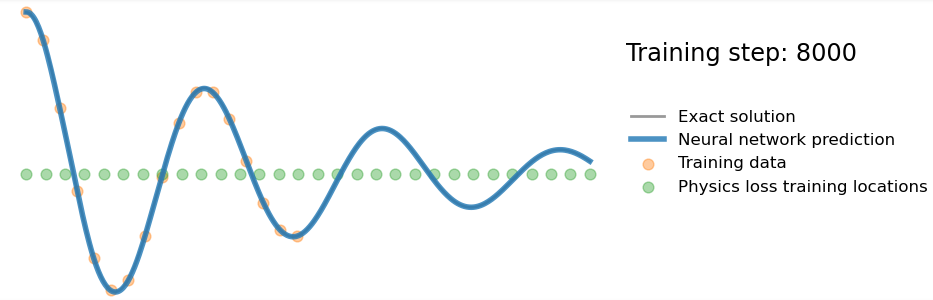 Training step: 8000
Exact solution
Neural network prediction
Training data
Physics loss training locations